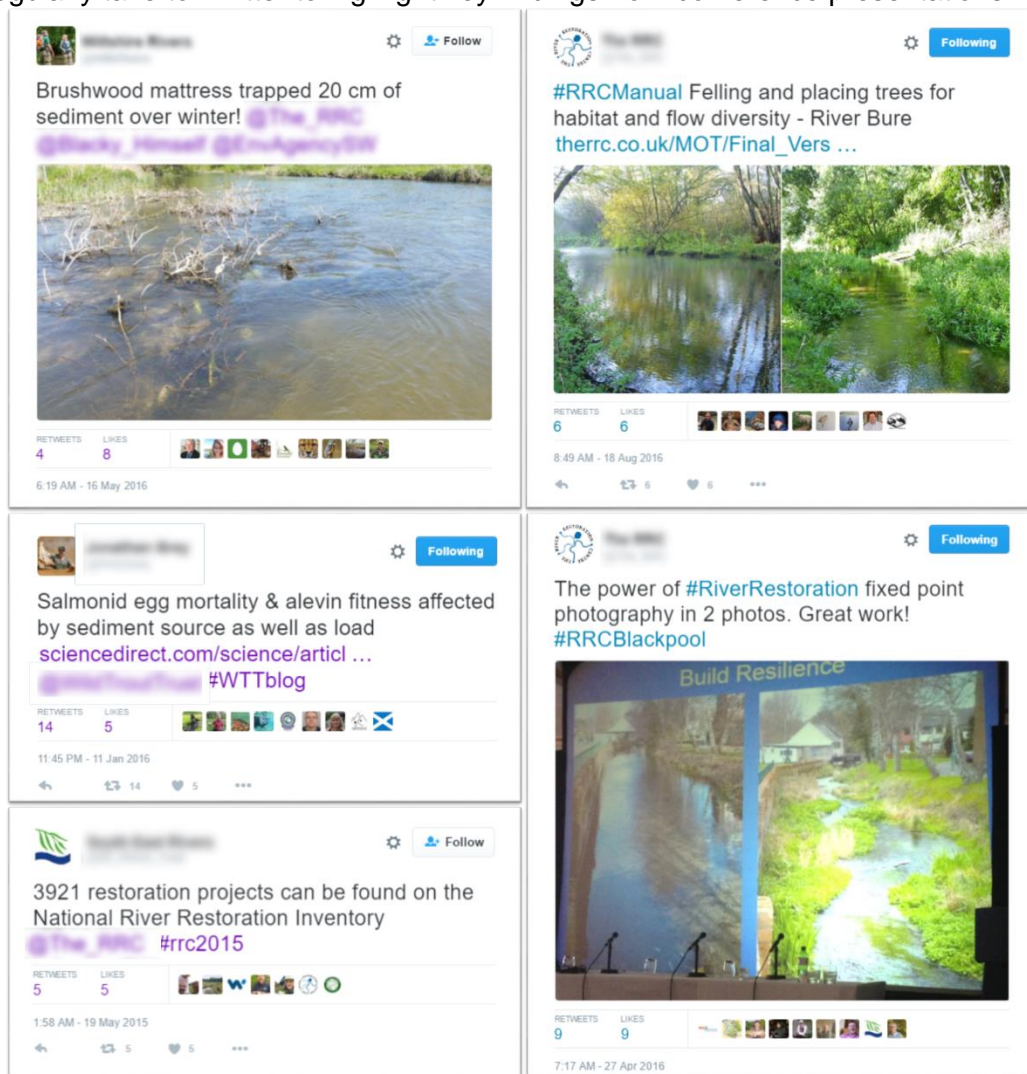 Follow
Brushwood mattress trapped 20 cm of
sediment over winter!
RETWEETS LIKES
4 8
6:19 AM - 16 May 2016
Following
#RRCManual Felling and placing trees for
habitat and flow diversity - River Bure
therrc.co.uk/MOT/Final_Vers ...
RETWEETS LIKES
6 6
8:49 AM - 18 Aug 2016
6 6
Following
Salmonid egg mortality & alevin fitness affected
by sediment source as well as load
sciencedirect.com/science/articl ...
#WTTblog
RETWEETS LIKES
14 5
11:45 PM - 11 Jan 2016
14 5
Follow
3921 restoration projects can be found on the
National River Restoration Inventory
#rrc2015
RETWEETS LIKES
5 5
1:58 AM - 19 May 2015
5 5
Following
The power of #RiverRestoration fixed point
photography in 2 photos. Great work!
#RRCBlackpool
Build Resilience
RETWEETS LIKES
9 9
7:17 AM - 27 Apr 2016